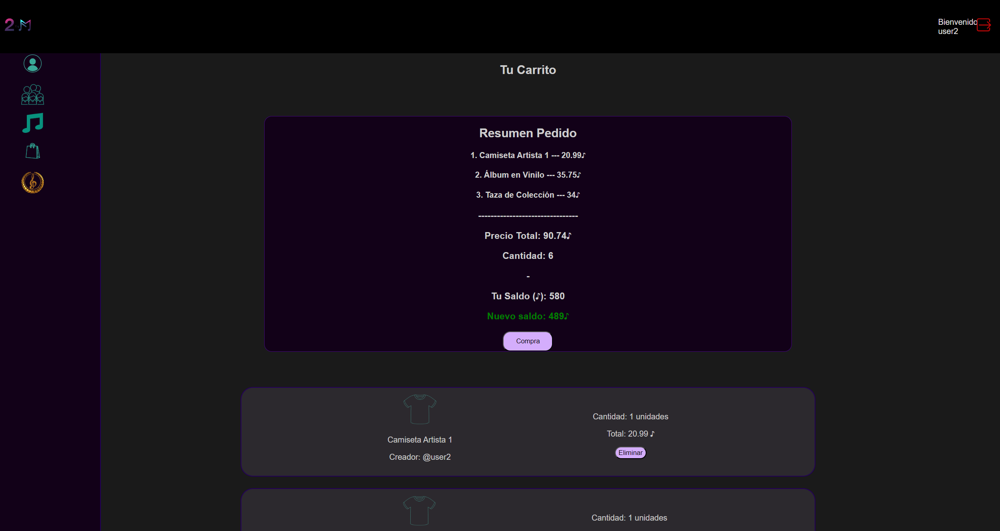 2 M
Bienvenido
user2
Tu Carrito
Resumen Pedido
1. Camiseta Artista 1 --- 20.99♪
2. Álbum en Vinilo --- 35.75♪
3. Taza de Colección --- 34♪
--------------------------------
Precio Total: 90.74♪
Cantidad: 6
-
Tu Saldo (♪): 580
Nuevo saldo: 489♪
Compra
Camiseta Artista 1
Creador: @user2
Cantidad: 1 unidades
Total: 20.99 ♪
Eliminar
Cantidad: 1 unidades